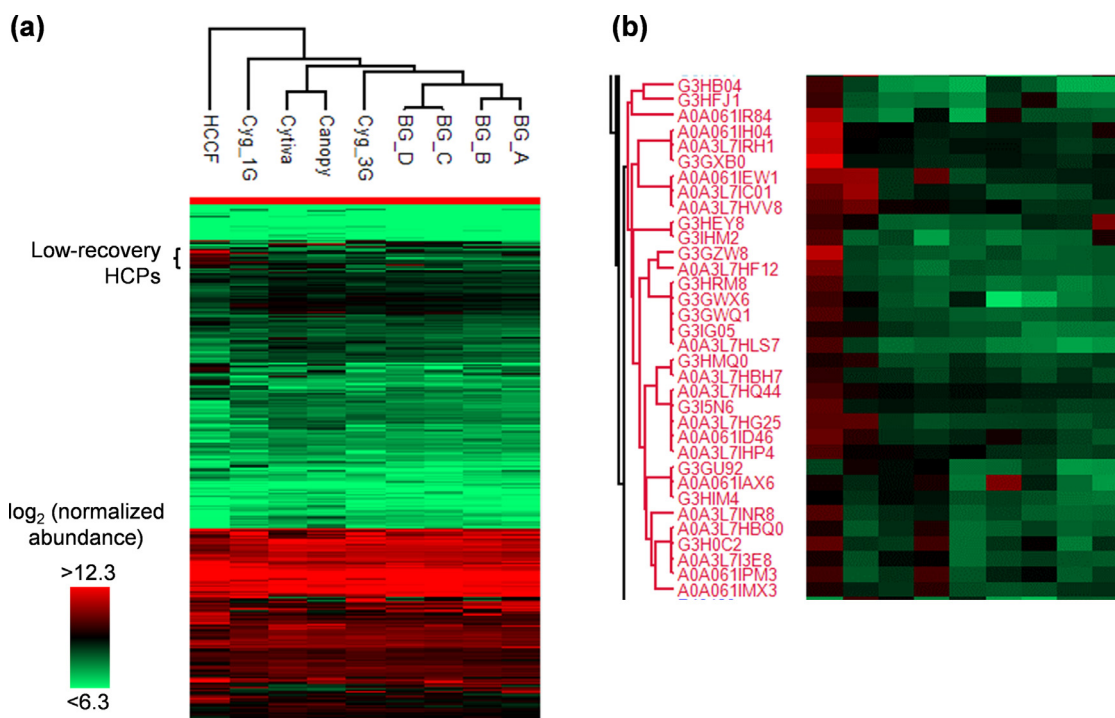 (a)
HCCF
Cyg_1G
Cytiva
Canopy
Cyg_3G
BG_D
BG_C
BG_B
BG_A
Low-recovery
HCPs
log₂ (normalized
abundance)
>12.3
<6.3
(b)
G3HB04
G3HFJ1
A0A061IR84
A0A061IH04
A0A3L7IRH1
G3GXB0
A0A061IEW1
A0A3L7IC01
A0A3L7HVV8
G3HEY8
G3IHM2
G3GZW8
A0A3L7HF12
G3HRM8
G3GWX6
G3GWQ1
G3IG05
A0A3L7HLS7
G3HMQ0
A0A3L7HBH7
A0A3L7HQ44
G3I5N6
A0A3L7HG25
A0A061ID46
A0A3L7IHP4
G3GU92
A0A061IAX6
G3HIM4
A0A3L7INR8
A0A3L7HBQ0
G3H0C2
A0A3L7I3E8
A0A061IPM3
A0A061IMX3